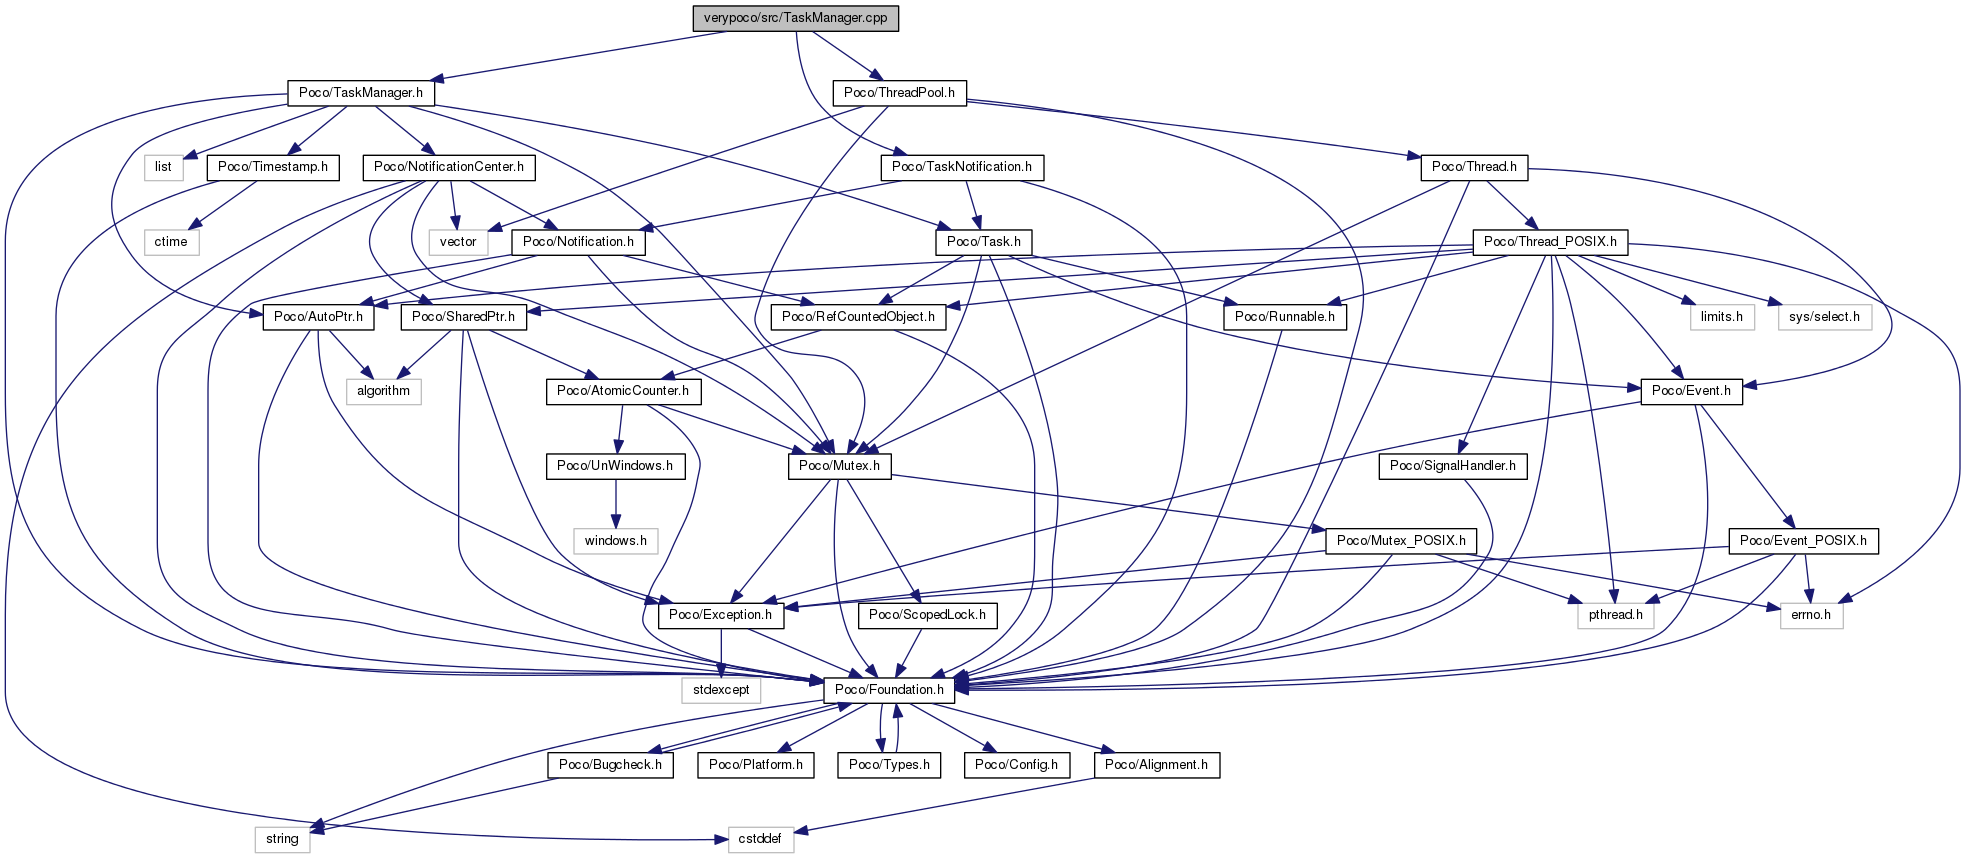 verypoco/src/TaskManager.cpp
Poco/TaskManager.h
Poco/ThreadPool.h
list
Poco/Timestamp.h
Poco/NotificationCenter.h
Poco/TaskNotification.h
Poco/Thread.h
ctime
vector
Poco/Notification.h
Poco/Task.h
Poco/Thread_POSIX.h
Poco/AutoPtr.h
Poco/SharedPtr.h
Poco/RefCountedObject.h
Poco/Runnable.h
limits.h
sys/select.h
algorithm
Poco/AtomicCounter.h
Poco/Event.h
Poco/UnWindows.h
Poco/Mutex.h
Poco/SignalHandler.h
windows.h
Poco/Mutex_POSIX.h
Poco/Event_POSIX.h
Poco/Exception.h
Poco/ScopedLock.h
pthread.h
errno.h
stdexcept
Poco/Foundation.h
Poco/Bugcheck.h
Poco/Platform.h
Poco/Types.h
Poco/Config.h
Poco/Alignment.h
string
cstddef